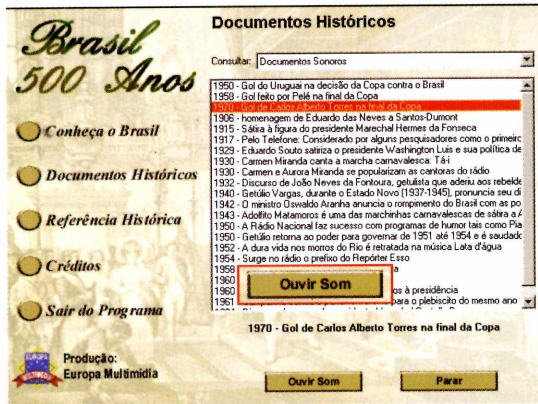 Brasil
500 Anos
Conheça o Brasil
Documentos Históricos
Referência Histórica
Créditos
Sair do Programa
EUROPA
Produção:
Europa Multimídia
Documentos Históricos
Consultar: Documentos Sonoros
1950 - Gol do Uruguai na decisão da Copa contra o Brasil
1958 - Gol feito por Pelé na final da Copa
1970 - Gol de Carlos Alberto Torres na final da Copa
1906 - homenagem de Eduardo das Neves a Santos-Dumont
1915 - Sátira à figura do presidente Marechal Hermes da Fonseca
1917 - Pelo Telefone: Considerado por alguns pesquisadores como o primeiro
1929 - Eduardo Souto satiriza o presidente Washington Luis e sua política de
1930 - Carmen Miranda canta a marcha carnavalesca: Tá-i
1930 - Carmen e Aurora Miranda se popularizam as cantoras do rádio
1932 - Discurso de João Neves da Fontoura, getulista que aderiu aos rebelde
1940 - Getúlio Vargas, durante o Estado Novo (1937-1945), pronuncia seu di
1942 - O ministro Oswaldo Aranha anuncia o rompimento do Brasil com as po
1943 - Adolfito Matamoros é uma das marchinhas carnavalescas de sátira a A
1950 - A Rádio Nacional faz sucesso com programas de humor tais como Pia
1950 - Getúlio retorna ao poder para governar de 1951 até 1954 e é saudado
1952 - A dura vida nos morros do Rio é retratada na música Lata d'água
1954 - Surge no rádio o prefixo do Repórter Esso
1958 a
1960
1960 os à presidência
1961 para o plebiscito do mesmo ano
Ouvir Som
1970 - Gol de Carlos Alberto Torres na final da Copa
Ouvir Som
Parar